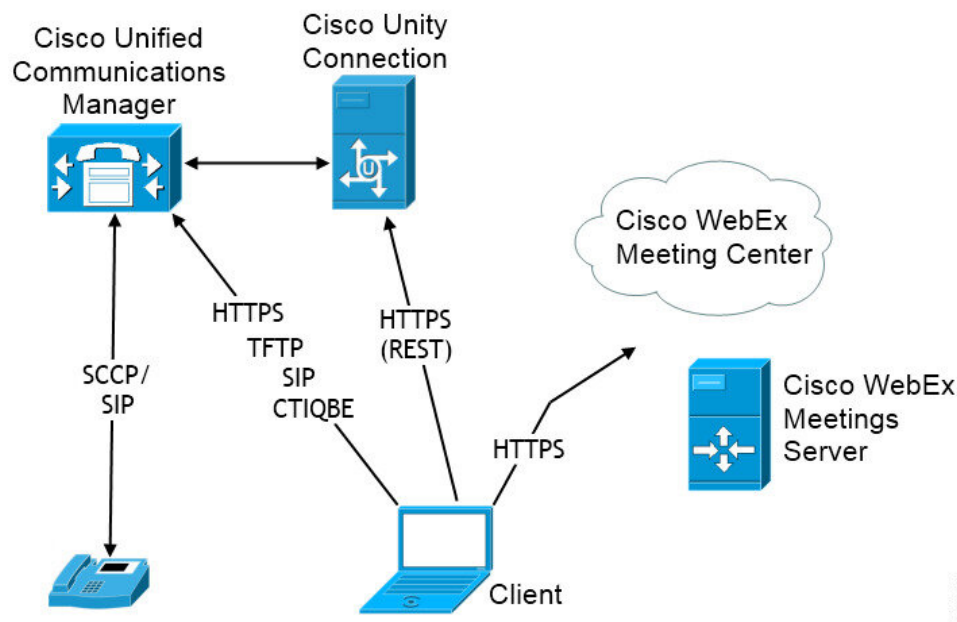 Cisco Unified
Communications
Manager
Cisco Unity
Connection
U
Cisco WebEx
Meeting Center
HTTPS
TFTP
SIP
CTIQBE
HTTPS
(REST)
SCCP/
SIP
HTTPS
Cisco WebEx
Meetings
Server
Client